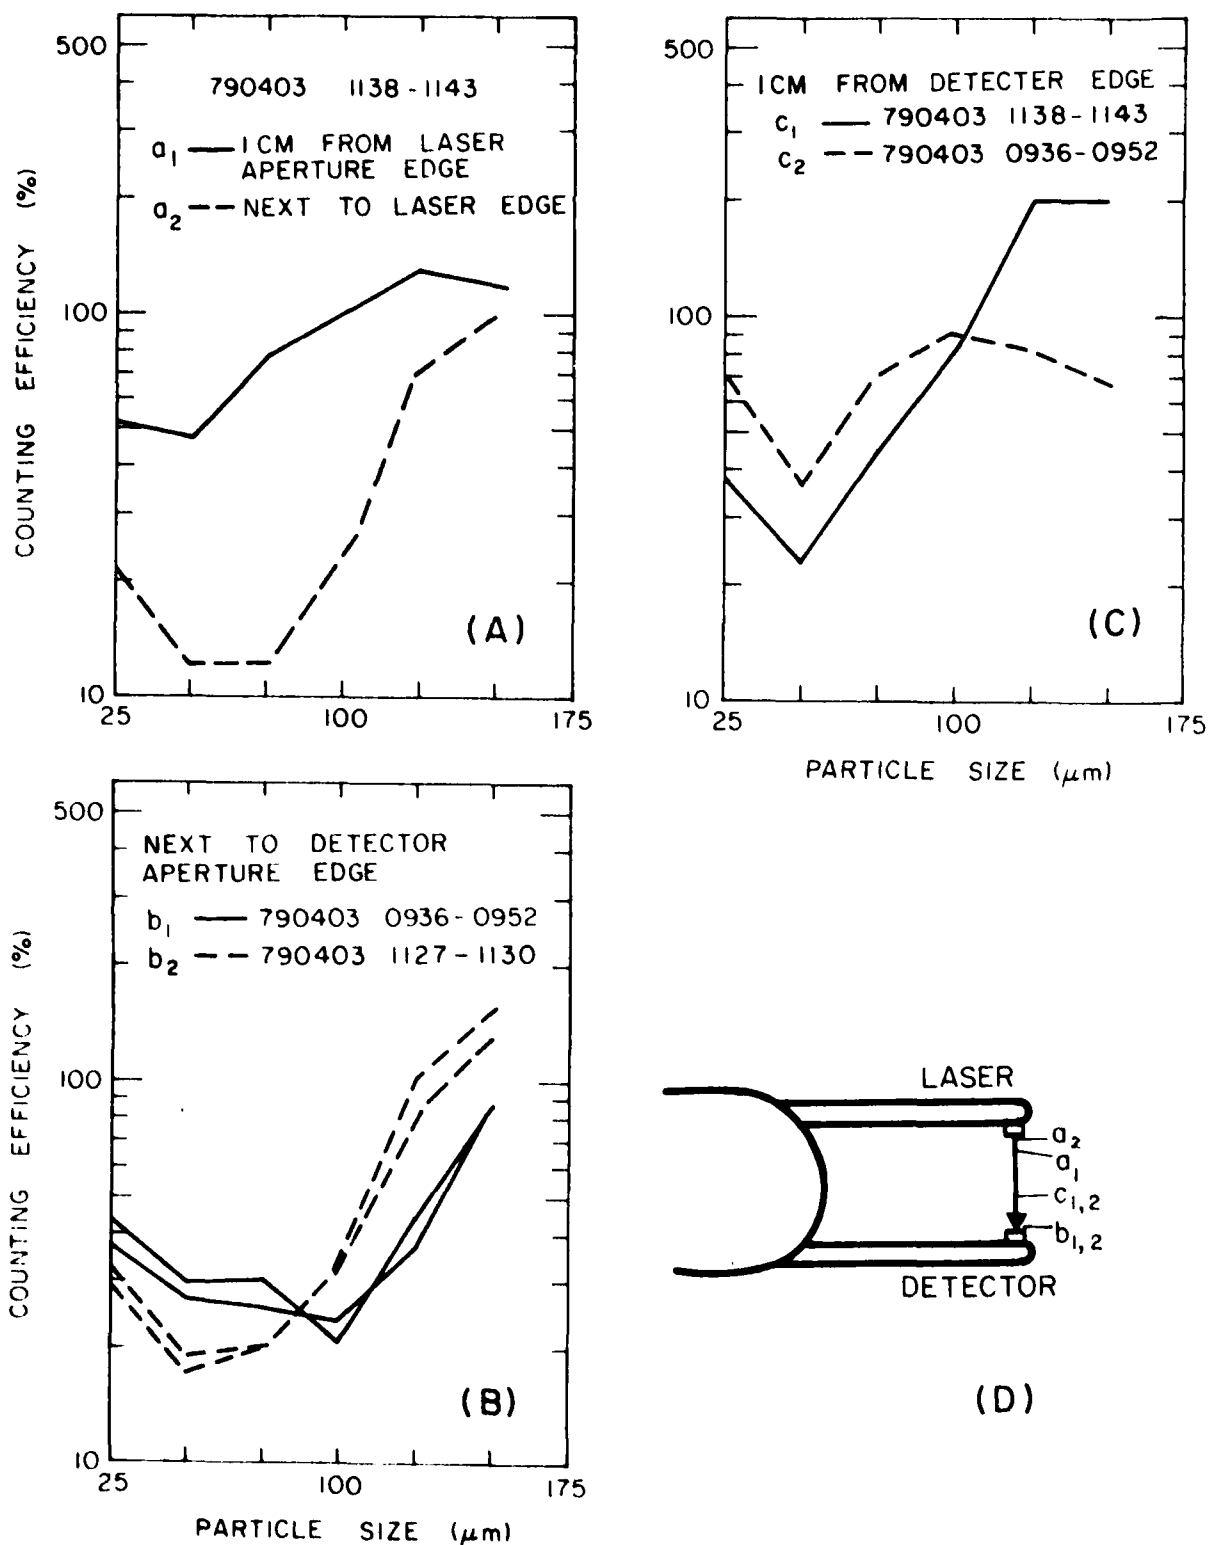 COUNTING EFFICIENCY (%)
500
100
10
790403 1138-1143
a1 — 1CM FROM LASER
APERTURE EDGE
a2 -- NEXT TO LASER EDGE
(A)
25 100 175
500
100
10
1CM FROM DETECTER EDGE
c1 — 790403 1138-1143
c2 -- 790403 0936-0952
(C)
25 100 175
PARTICLE SIZE (μm)
COUNTING EFFICIENCY (%)
500
100
10
NEXT TO DETECTOR
APERTURE EDGE
b1 — 790403 0936-0952
b2 -- 790403 1127-1130
(B)
25 100 175
PARTICLE SIZE (μm)
LASER
a2
a1
c1,2
b1,2
DETECTOR
(D)